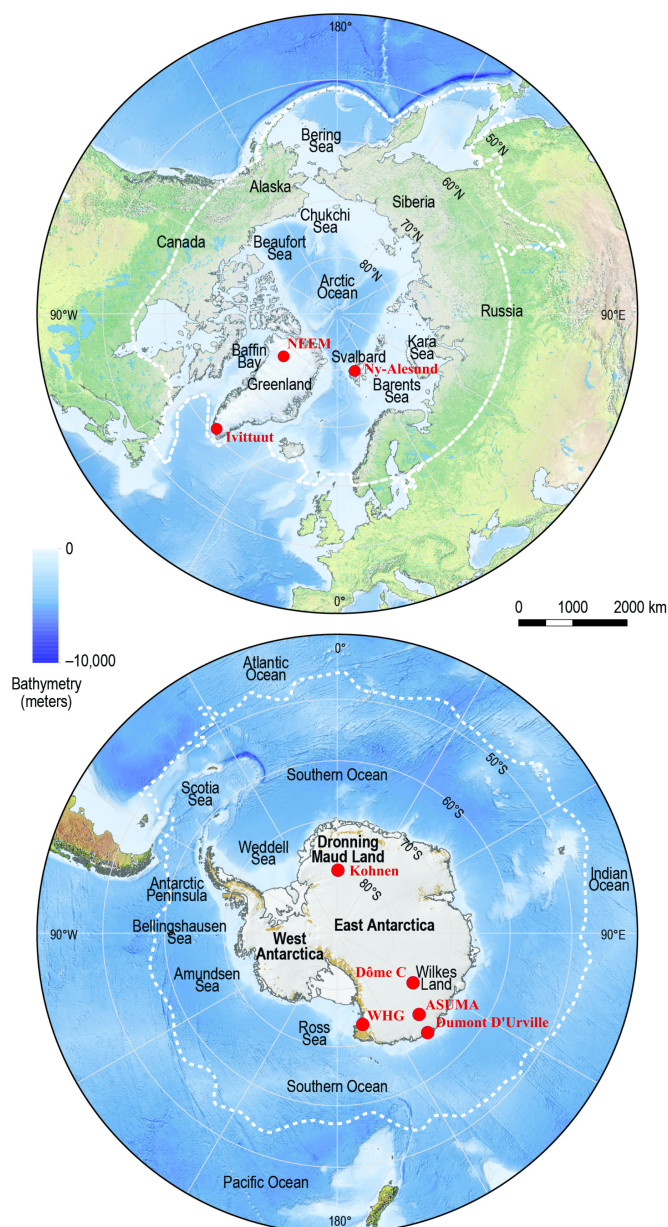 180°
Bering
Sea
50°N
Alaska
60°N
Siberia
Chukchi
Sea
70°N
Canada
Beaufort
Sea
80°N
Arctic
Ocean
90°W
Russia
90°E
NEEM
Kara
Sea
Baffin
Bay
Svalbard
Ny-Alesund
Greenland
Barents
Sea
Ivittuut
0°
0
–10,000
Bathymetry
(meters)
0 1000 2000 km
0°
Atlantic
Ocean
Southern Ocean
50°S
Scotia
Sea
60°S
Weddell
Sea
Dronning
Maud Land
70°S
Kohnen
80°S
Indian
Ocean
Antarctic
Peninsula
East Antarctica
Bellingshausen
Sea
90°W
West
Antarctica
90°E
Amundsen
Sea
Dôme C
Wilkes
Land
ASUMA
WHG
Dumont D'Urville
Ross
Sea
Southern Ocean
Pacific Ocean
180°